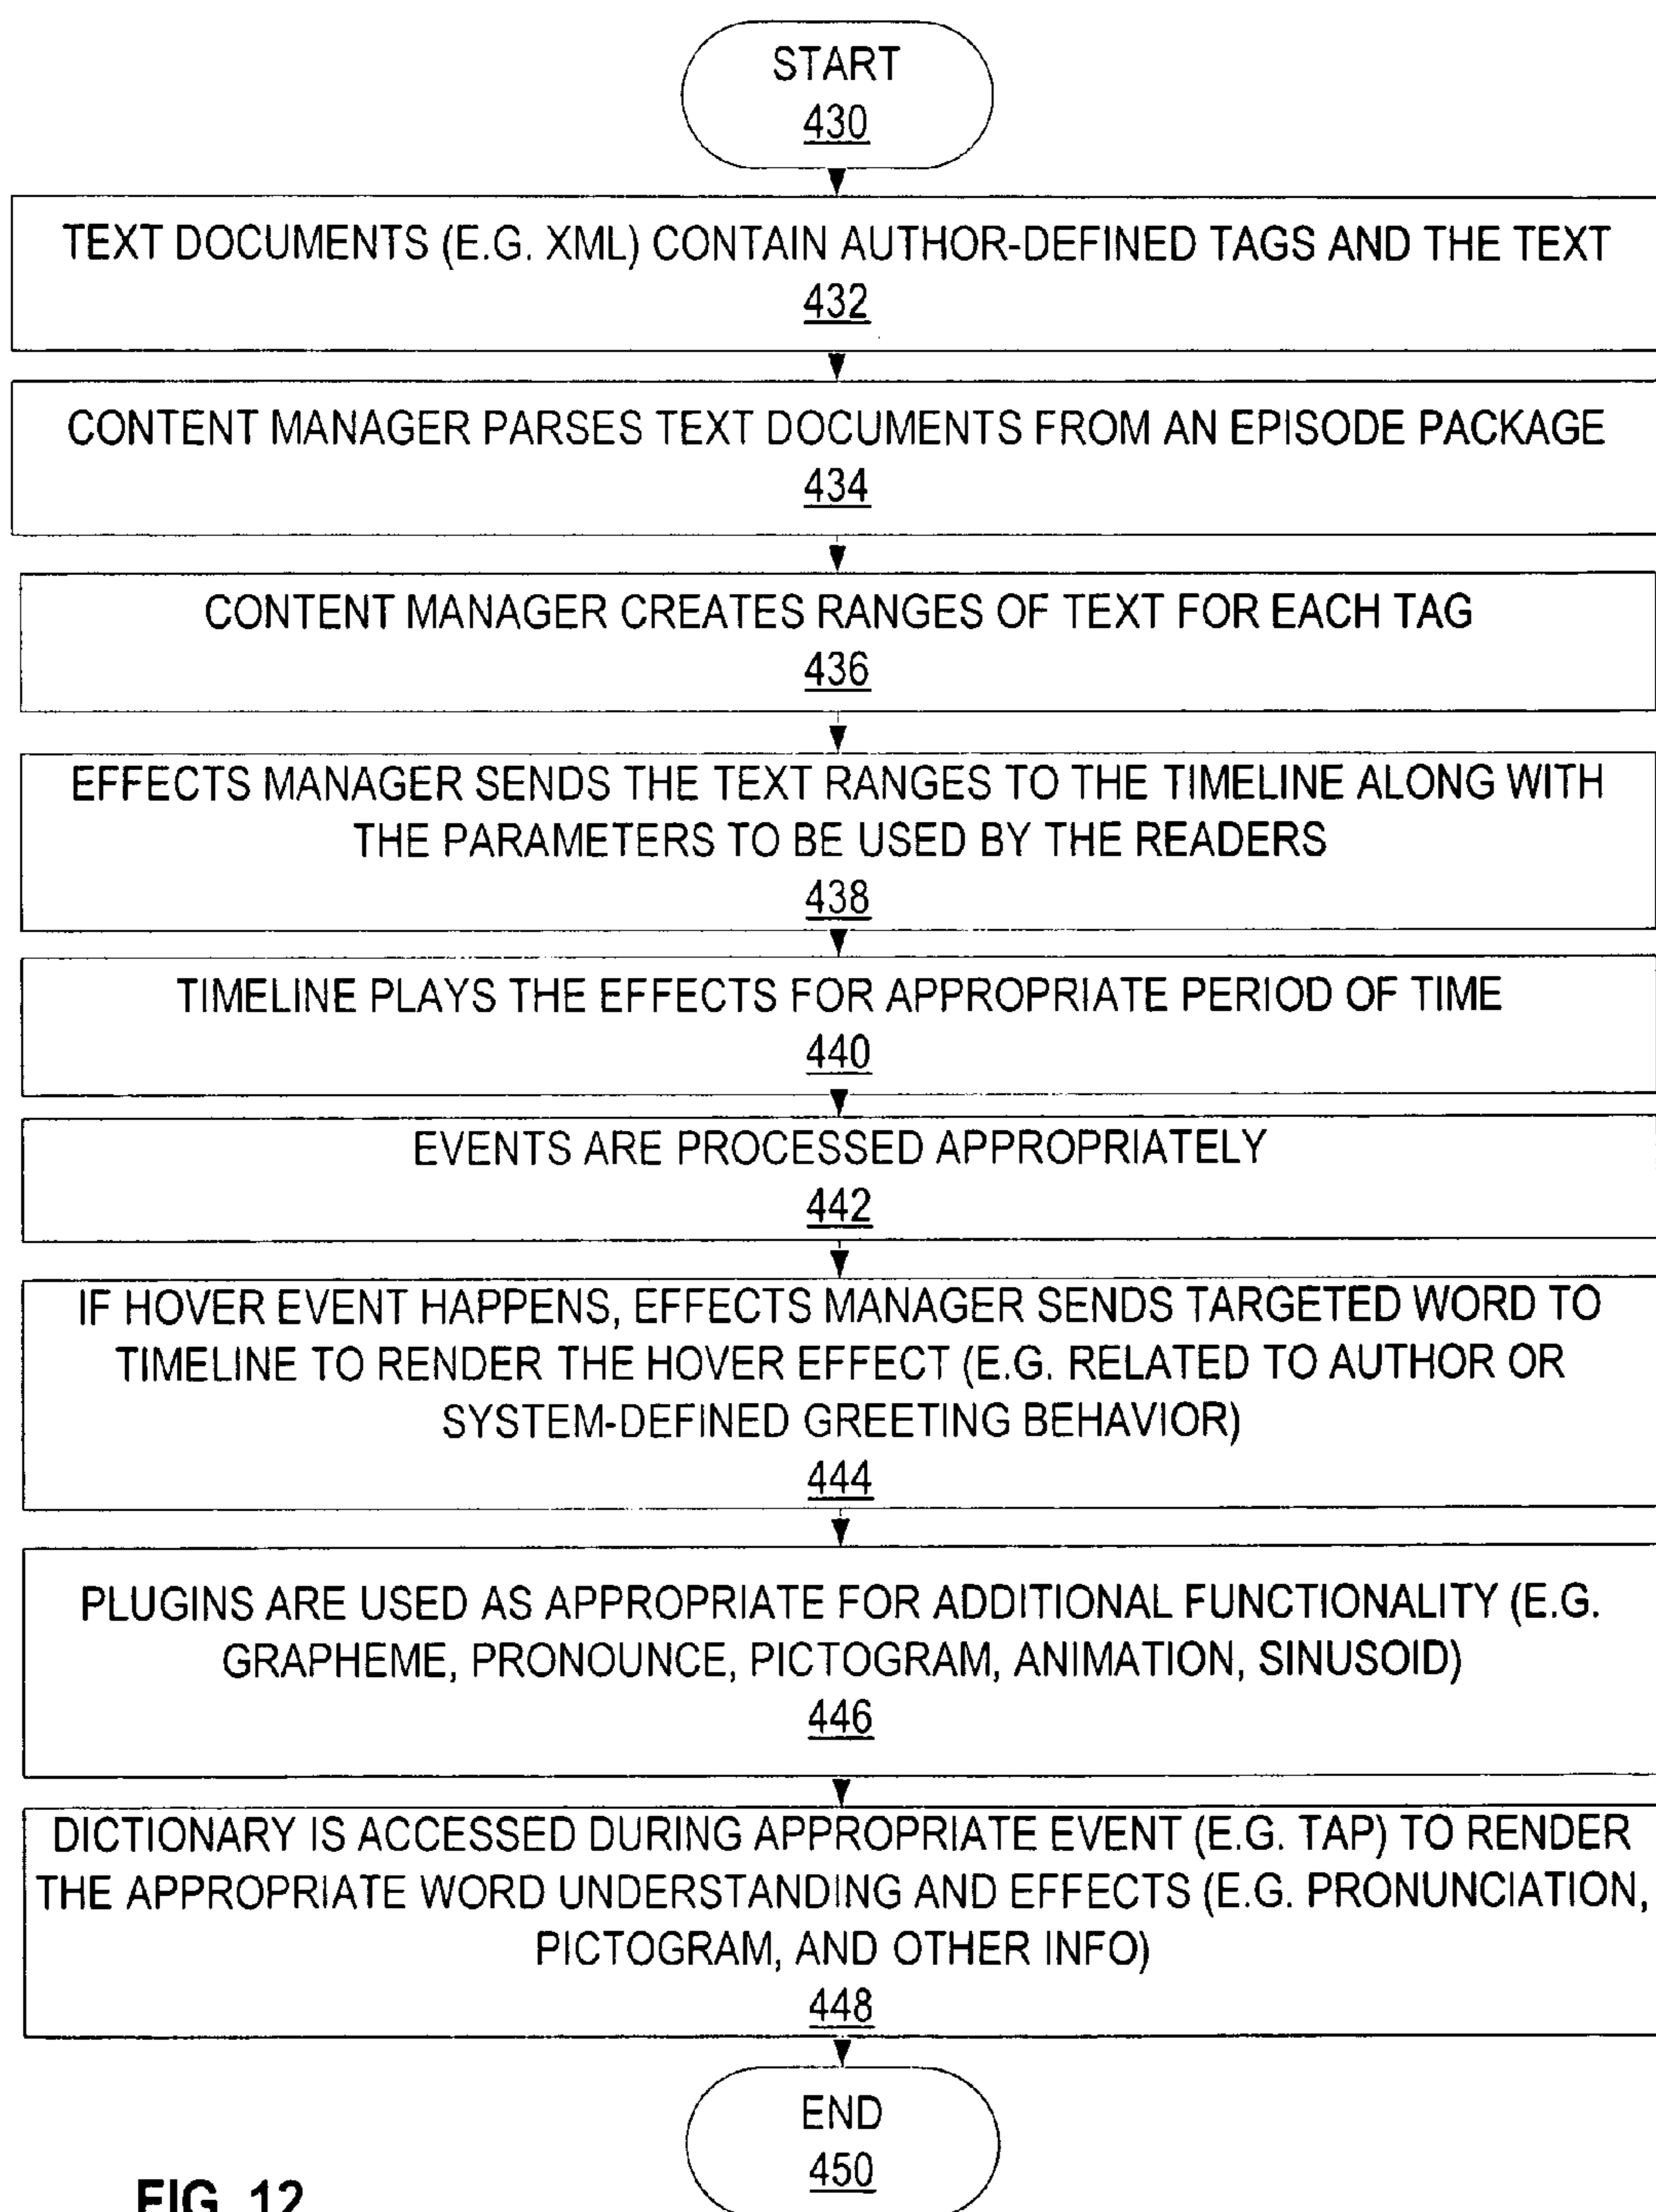 START
430
TEXT DOCUMENTS (E.G. XML) CONTAIN AUTHOR-DEFINED TAGS AND THE TEXT
432
CONTENT MANAGER PARSES TEXT DOCUMENTS FROM AN EPISODE PACKAGE
434
CONTENT MANAGER CREATES RANGES OF TEXT FOR EACH TAG
436
EFFECTS MANAGER SENDS THE TEXT RANGES TO THE TIMELINE ALONG WITH
THE PARAMETERS TO BE USED BY THE READERS
438
TIMELINE PLAYS THE EFFECTS FOR APPROPRIATE PERIOD OF TIME
440
EVENTS ARE PROCESSED APPROPRIATELY
442
IF HOVER EVENT HAPPENS, EFFECTS MANAGER SENDS TARGETED WORD TO
TIMELINE TO RENDER THE HOVER EFFECT (E.G. RELATED TO AUTHOR OR
SYSTEM-DEFINED GREETING BEHAVIOR)
444
PLUGINS ARE USED AS APPROPRIATE FOR ADDITIONAL FUNCTIONALITY (E.G.
GRAPHEME, PRONOUNCE, PICTOGRAM, ANIMATION, SINUSOID)
446
DICTIONARY IS ACCESSED DURING APPROPRIATE EVENT (E.G. TAP) TO RENDER
THE APPROPRIATE WORD UNDERSTANDING AND EFFECTS (E.G. PRONUNCIATION,
PICTOGRAM, AND OTHER INFO)
448
END
450
FIG. 12